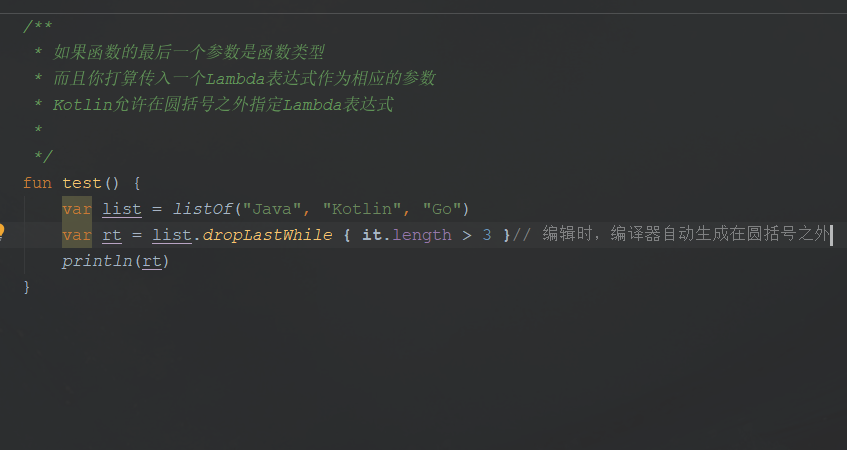 /**
 * 如果函数的最后一个参数是函数类型
 * 而且你打算传入一个Lambda表达式作为相应的参数
 * Kotlin允许在圆括号之外指定Lambda表达式
 *
 */
fun test() {
    var list = listOf("Java", "Kotlin", "Go")
    var rt = list.dropLastWhile { it.length > 3 }// 编辑时，编译器自动生成在圆括号之外
    println(rt)
}